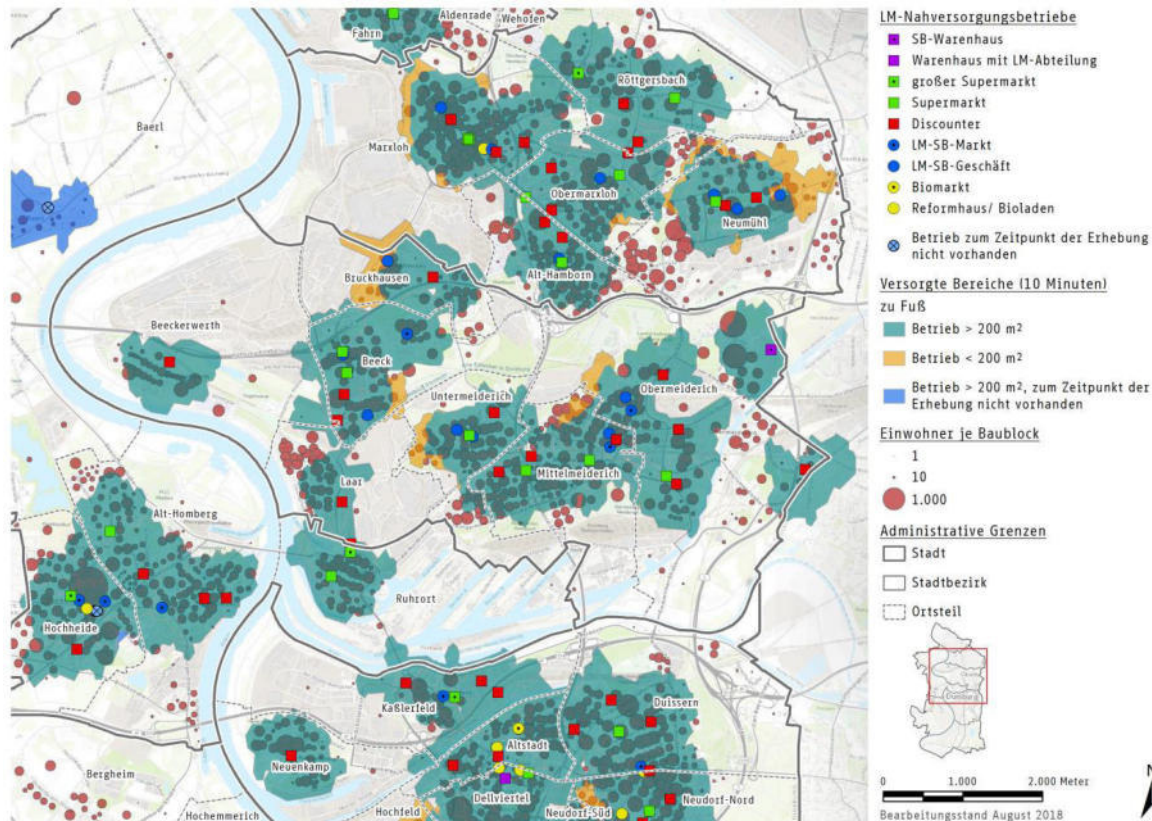 Aldenrade
Wehofen
Fahrn
Röttgersbach
Baerl
Marxloh
Obermarxloh
Neumühl
Alt-Hamborn
Bruckhausen
Beeckerwerth
Beeck
Obermeiderich
Untermeiderich
Mittelmeiderich
Laar
Alt-Homberg
Ruhrort
Hochheide
Kaßlerfeld
Duissern
Altstadt
Neuenkamp
Bergheim
Dellviertel
Neudorf-Nord
Hochfeld
Neudorf-Süd
Hochemmerich
LM-Nahversorgungsbetriebe
SB-Warenhaus
Warenhaus mit LM-Abteilung
großer Supermarkt
Supermarkt
Discounter
LM-SB-Markt
LM-SB-Geschäft
Biomarkt
Reformhaus/ Bioladen
Betrieb zum Zeitpunkt der Erhebung
nicht vorhanden
Versorgte Bereiche (10 Minuten)
zu Fuß
Betrieb > 200 m²
Betrieb < 200 m²
Betrieb > 200 m², zum Zeitpunkt der
Erhebung nicht vorhanden
Einwohner je Baublock
1
10
1.000
Administrative Grenzen
Stadt
Stadtbezirk
Ortsteil
Duisburg
0 1.000 2.000 Meter
Bearbeitungsstand August 2018
N